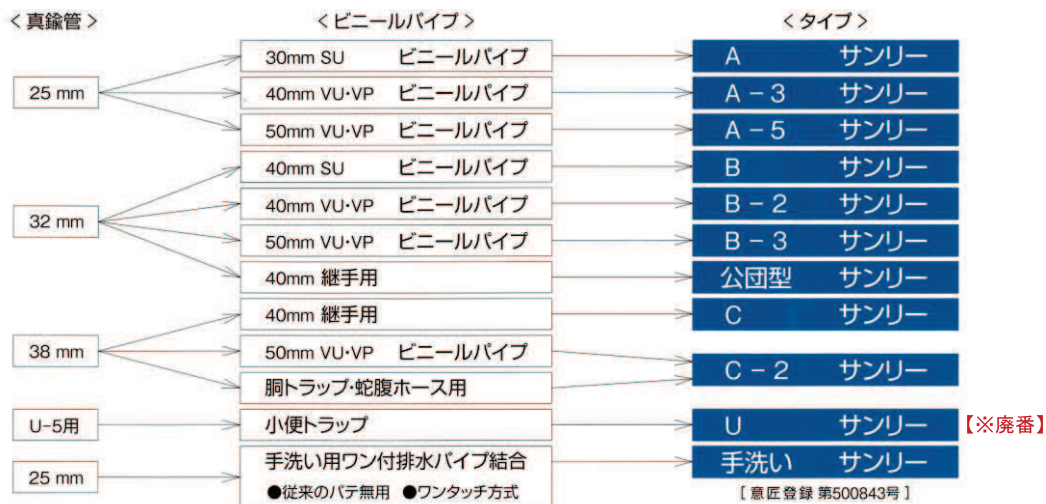 ＜真鍮管＞ ＜ビニールパイプ＞ ＜タイプ＞
30mm SU ビニールパイプ A サンリー
25 mm 40mm VU・VP ビニールパイプ A－3 サンリー
50mm VU・VP ビニールパイプ A－5 サンリー
40mm SU ビニールパイプ B サンリー
40mm VU・VP ビニールパイプ B－2 サンリー
32 mm
50mm VU・VP ビニールパイプ B－3 サンリー
40mm 継手用 公団型 サンリー
40mm 継手用 C サンリー
38 mm 50mm VU・VP ビニールパイプ
C－2 サンリー
胴トラップ・蛇腹ホース用
U-5用 小便トラップ U サンリー 【※廃番】
手洗い用ワン付排水パイプ結合 手洗い サンリー
25 mm
●従来のパテ無用 ●ワンタッチ方式 [ 意匠登録 第500843号 ]